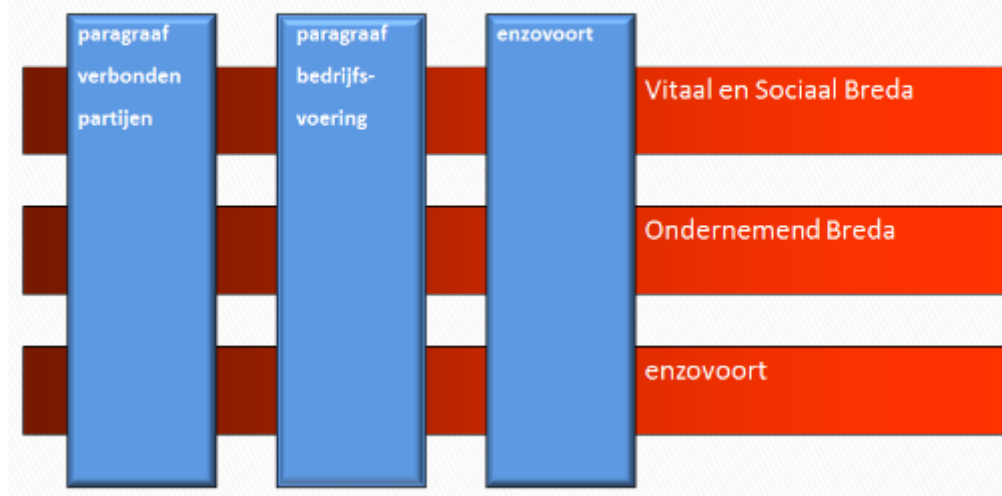 paragraaf
verbonden
partijen
paragraaf
bedrijfs-
voering
enzovoort
Vitaal en Sociaal Breda
Ondernemend Breda
enzovoort